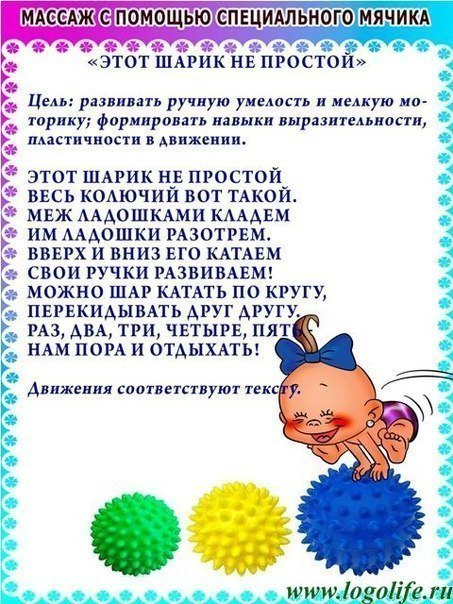 МАССАЖ С ПОМОЩЬЮ СПЕЦИАЛЬНОГО МЯЧИКА
«ЭТОТ ШАРИК НЕ ПРОСТОЙ»
Цель: развивать ручную умелость и мелкую мо-
торику; формировать навыки выразительности,
пластичности в движении.
ЭТОТ ШАРИК НЕ ПРОСТОЙ
ВЕСЬ КОЛЮЧИЙ ВОТ ТАКОЙ.
МЕЖ ЛАДОШКАМИ КЛАДЕМ
ИМ ЛАДОШКИ РАЗОТРЕМ.
ВВЕРХ И ВНИЗ ЕГО КАТАЕМ
СВОИ РУЧКИ РАЗВИВАЕМ!
МОЖНО ШАР КАТАТЬ ПО КРУГУ,
ПЕРЕКИДЫВАТЬ ДРУГ ДРУГУ.
РАЗ, ДВА, ТРИ, ЧЕТЫРЕ, ПЯТЬ-
НАМ ПОРА И ОТДЫХАТЬ!
Движения соответствуют тексту.
www.logolife.ru